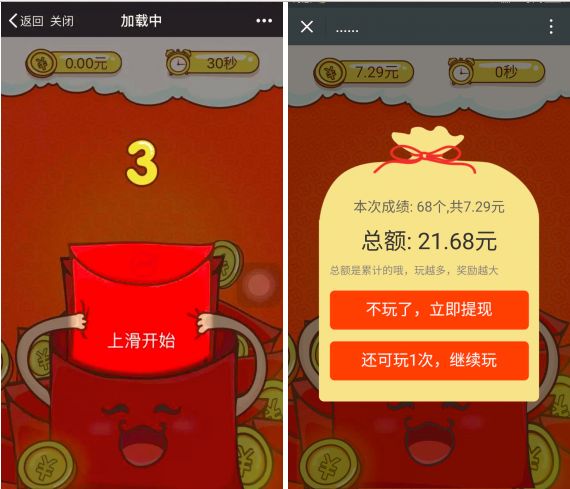 返回 关闭 加载中
0.00元 30秒
3
上滑开始
......
7.29元 0秒
本次成绩: 68个,共7.29元
总额: 21.68元
总额是累计的哦，玩越多，奖励越大
不玩了，立即提现
还可玩1次，继续玩